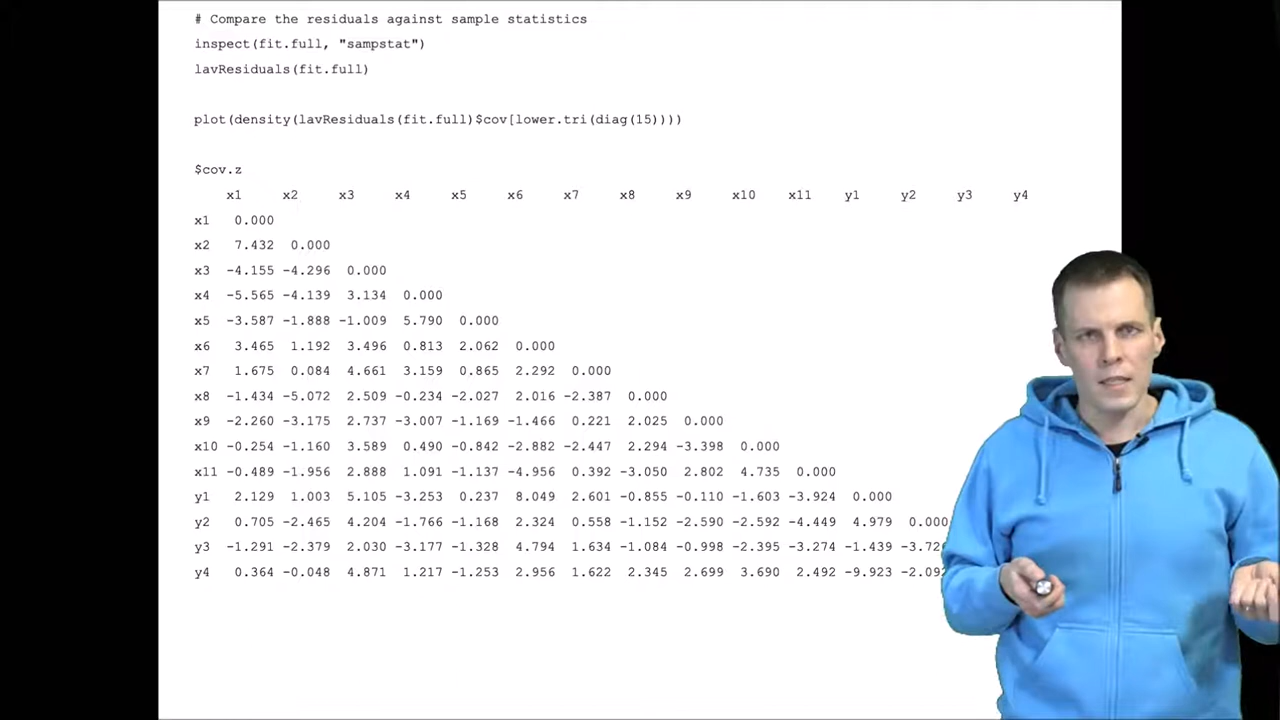 # Compare the residuals against sample statistics
inspect(fit.full, "sampstat")
lavResiduals(fit.full)
plot(density(lavResiduals(fit.full)$cov[lower.tri(diag(15))))
$cov.z
x1 x2 x3 x4 x5 x6 x7 x8 x9 x10 x11 y1 y2 y3 y4
x1 0.000
x2 7.432 0.000
x3 -4.155 -4.296 0.000
x4 -5.565 -4.139 3.134 0.000
x5 -3.587 -1.888 -1.009 5.790 0.000
x6 3.465 1.192 3.496 0.813 2.062 0.000
x7 1.675 0.084 4.661 3.159 0.865 2.292 0.000
x8 -1.434 -5.072 2.509 -0.234 -2.027 2.016 -2.387 0.000
x9 -2.260 -3.175 2.737 -3.007 -1.169 -1.466 0.221 2.025 0.000
x10 -0.254 -1.160 3.589 0.490 -0.842 -2.882 -2.447 2.294 -3.398 0.000
x11 -0.489 -1.956 2.888 1.091 -1.137 -4.956 0.392 -3.050 2.802 4.735 0.000
y1 2.129 1.003 5.105 -3.253 0.237 8.049 2.601 -0.855 -0.110 -1.603 -3.924 0.000
y2 0.705 -2.465 4.204 -1.766 -1.168 2.324 0.558 -1.152 -2.590 -2.592 -4.449 4.979 0.000
y3 -1.291 -2.379 2.030 -3.177 -1.328 4.794 1.634 -1.084 -0.998 -2.395 -3.274 -1.439
y4 0.364 -0.048 4.871 1.217 -1.253 2.956 1.622 2.345 2.699 3.690 2.492 -9.923